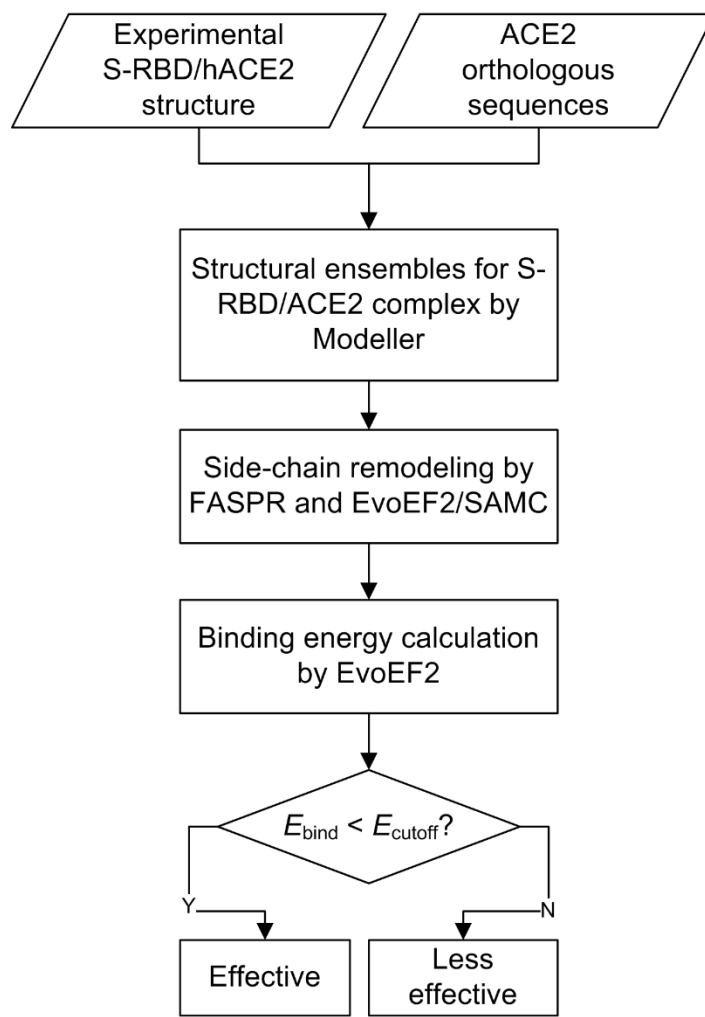 Experimental
S-RBD/hACE2
structure
ACE2
orthologous
sequences
Structural ensembles for S-
RBD/ACE2 complex by
Modeller
Side-chain remodeling by
FASPR and EvoEF2/SAMC
Binding energy calculation
by EvoEF2
Ebind < Ecutoff?
Y
N
Effective
Less
effective